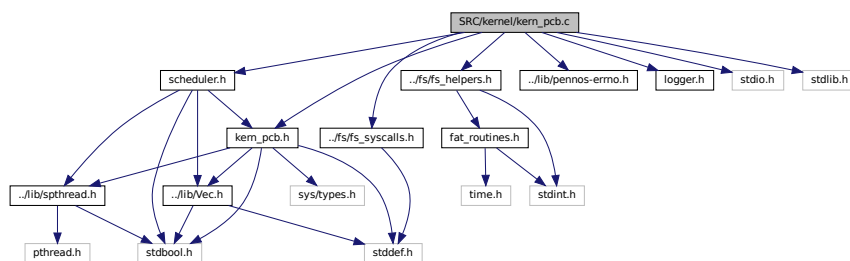 SRC/kernel/kern_pcb.c
scheduler.h
../fs/fs_helpers.h
../lib/pennos-errno.h
logger.h
stdio.h
stdlib.h
kern_pcb.h
../fs/fs_syscalls.h
fat_routines.h
../lib/spthread.h
../lib/Vec.h
sys/types.h
time.h
stdint.h
pthread.h
stdbool.h
stddef.h